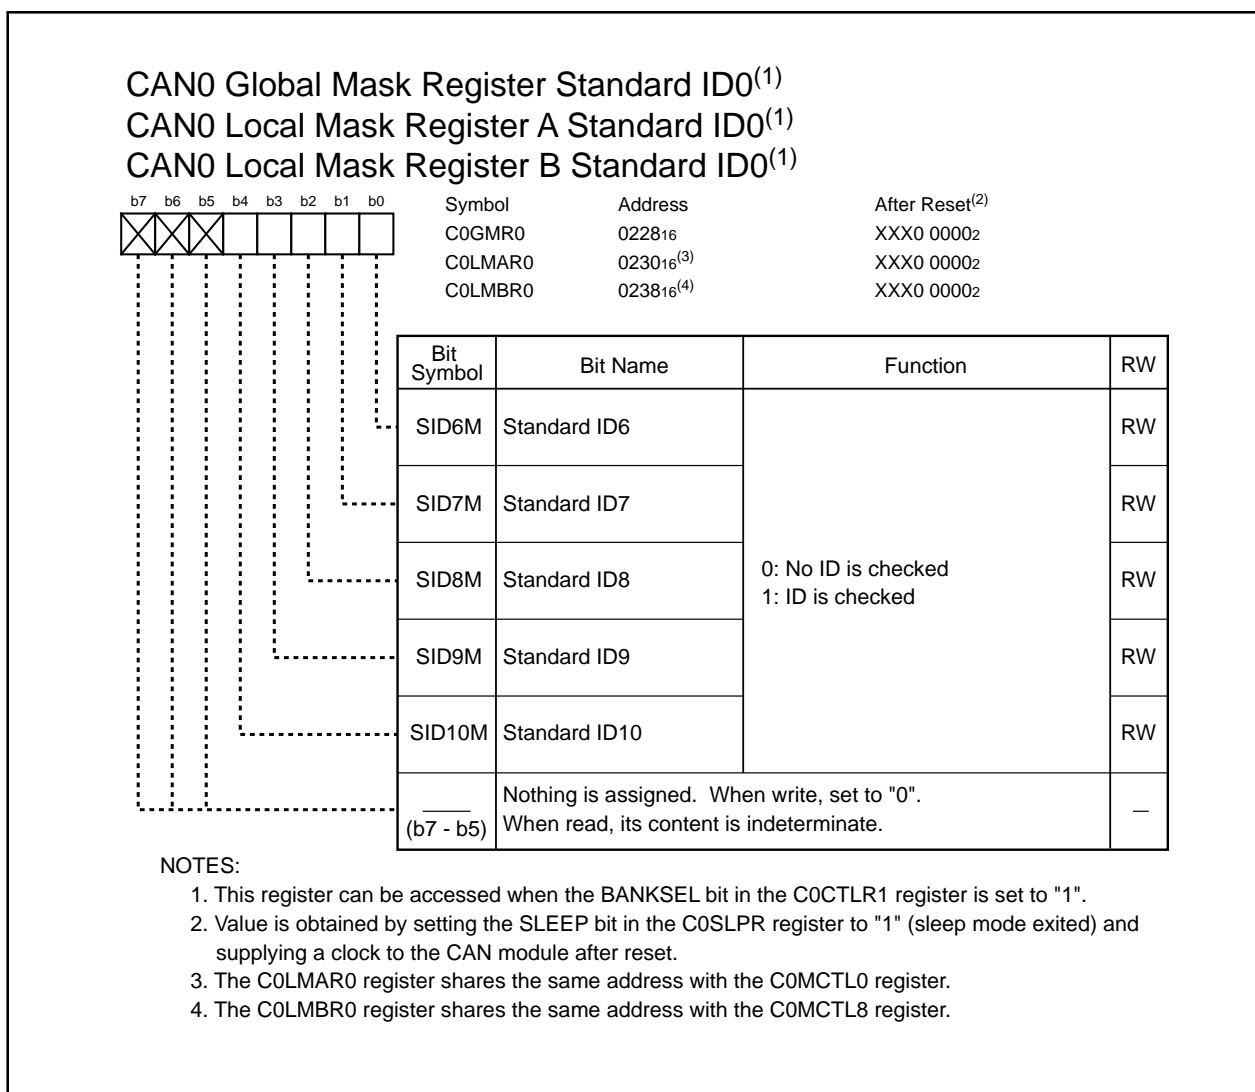 CAN0 Global Mask Register Standard ID0(1)
CAN0 Local Mask Register A Standard ID0(1)
CAN0 Local Mask Register B Standard ID0(1)
b7 b6 b5 b4 b3 b2 b1 b0
Symbol Address After Reset(2)
C0GMR0 022816 XXX0 00002
C0LMAR0 023016(3) XXX0 00002
C0LMBR0 023816(4) XXX0 00002
Bit Symbol Bit Name Function RW
SID6M Standard ID6 RW
SID7M Standard ID7 RW
SID8M Standard ID8 RW
0: No ID is checked
1: ID is checked
SID9M Standard ID9 RW
SID10M Standard ID10 RW
Nothing is assigned. When write, set to "0".
(b7 - b5) When read, its content is indeterminate. —
NOTES:
1. This register can be accessed when the BANKSEL bit in the C0CTLR1 register is set to "1".
2. Value is obtained by setting the SLEEP bit in the C0SLPR register to "1" (sleep mode exited) and
supplying a clock to the CAN module after reset.
3. The C0LMAR0 register shares the same address with the C0MCTL0 register.
4. The C0LMBR0 register shares the same address with the C0MCTL8 register.